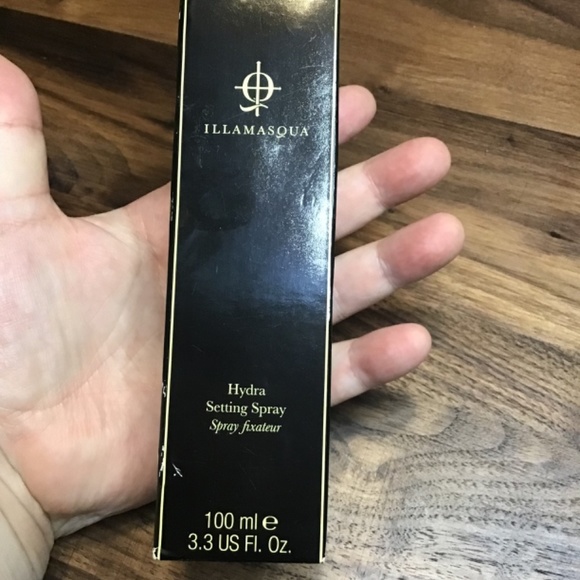 ILLAMASQUA
Hydra
Setting Spray
Spray fixateur
100 ml e
3.3 US Fl. Oz.